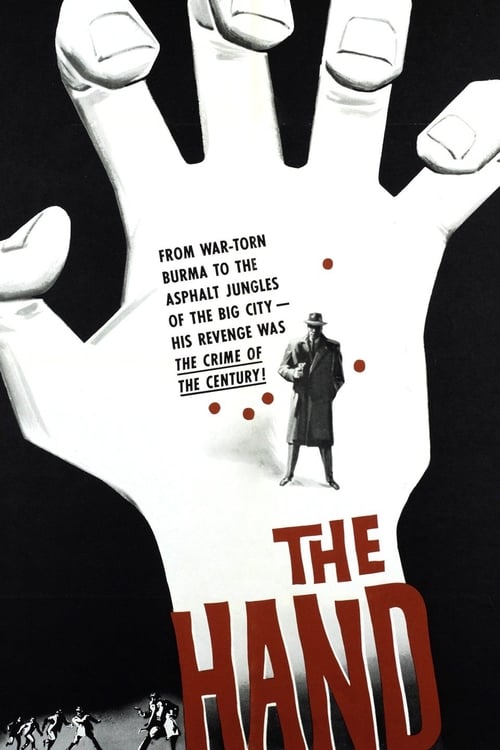 FROM WAR-TORN
BURMA TO THE
ASPHALT JUNGLES
OF THE BIG CITY —
HIS REVENGE WAS
THE CRIME OF
THE CENTURY!
THE
HAND